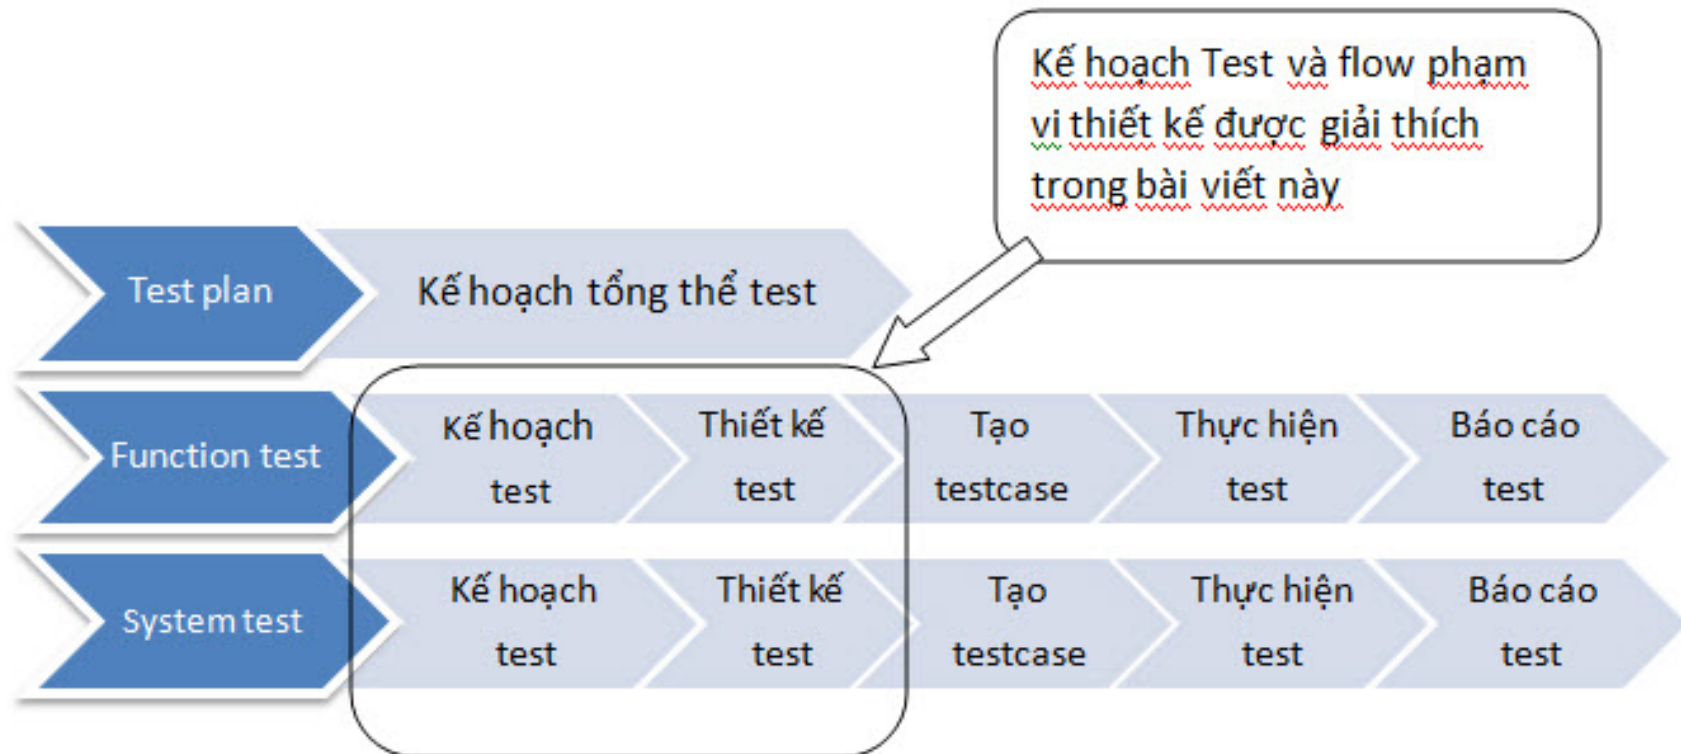 Kế hoạch Test và flow phạm
vi thiết kế được giải thích
trong bài viết này
Test plan
Kế hoạch tổng thể test
Function test
Kế hoạch
test
Thiết kế
test
Tạo
testcase
Thực hiện
test
Báo cáo
test
System test
Kế hoạch
test
Thiết kế
test
Tạo
testcase
Thực hiện
test
Báo cáo
test